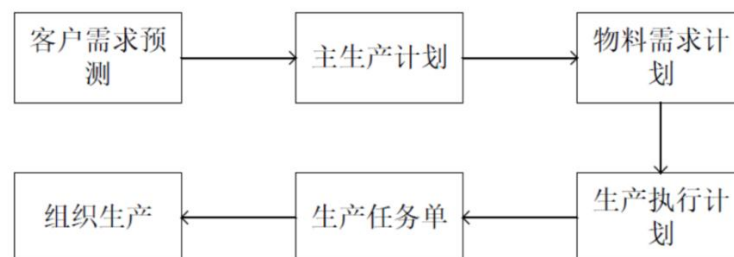 客户需求预
测
主生产计划
物料需求计
划
组织生产
生产任务单
生产执行计
划